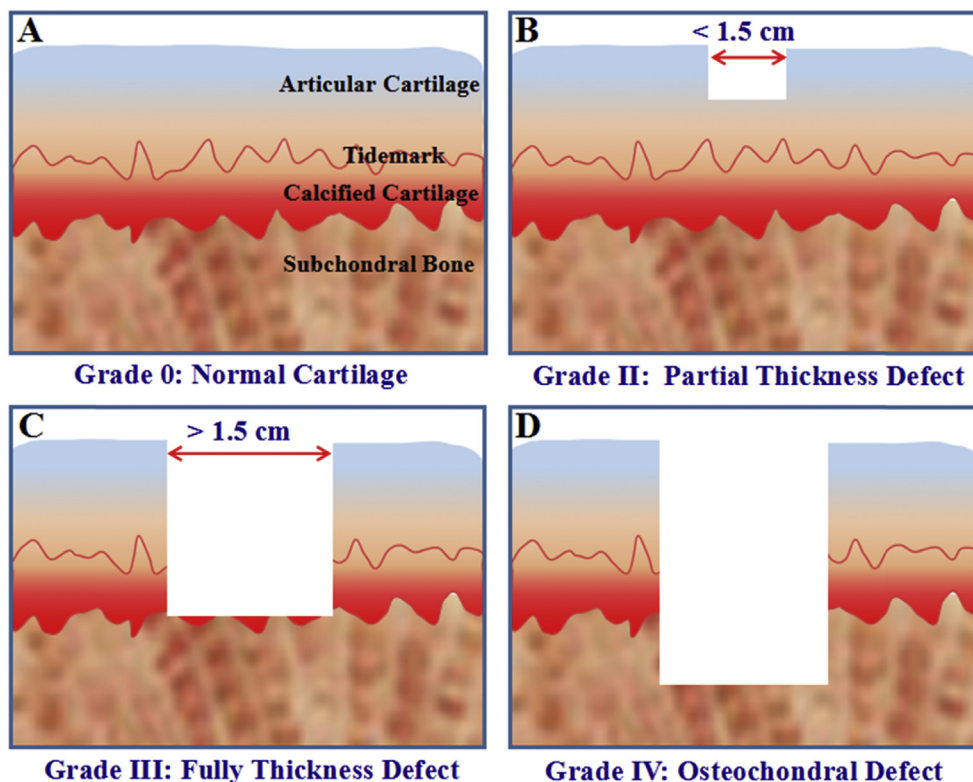 A
Articular Cartilage
Tidemark
Calcified Cartilage
Subchondral Bone
Grade 0: Normal Cartilage
B
< 1.5 cm
Grade II: Partial Thickness Defect
C
> 1.5 cm
Grade III: Fully Thickness Defect
D
Grade IV: Osteochondral Defect